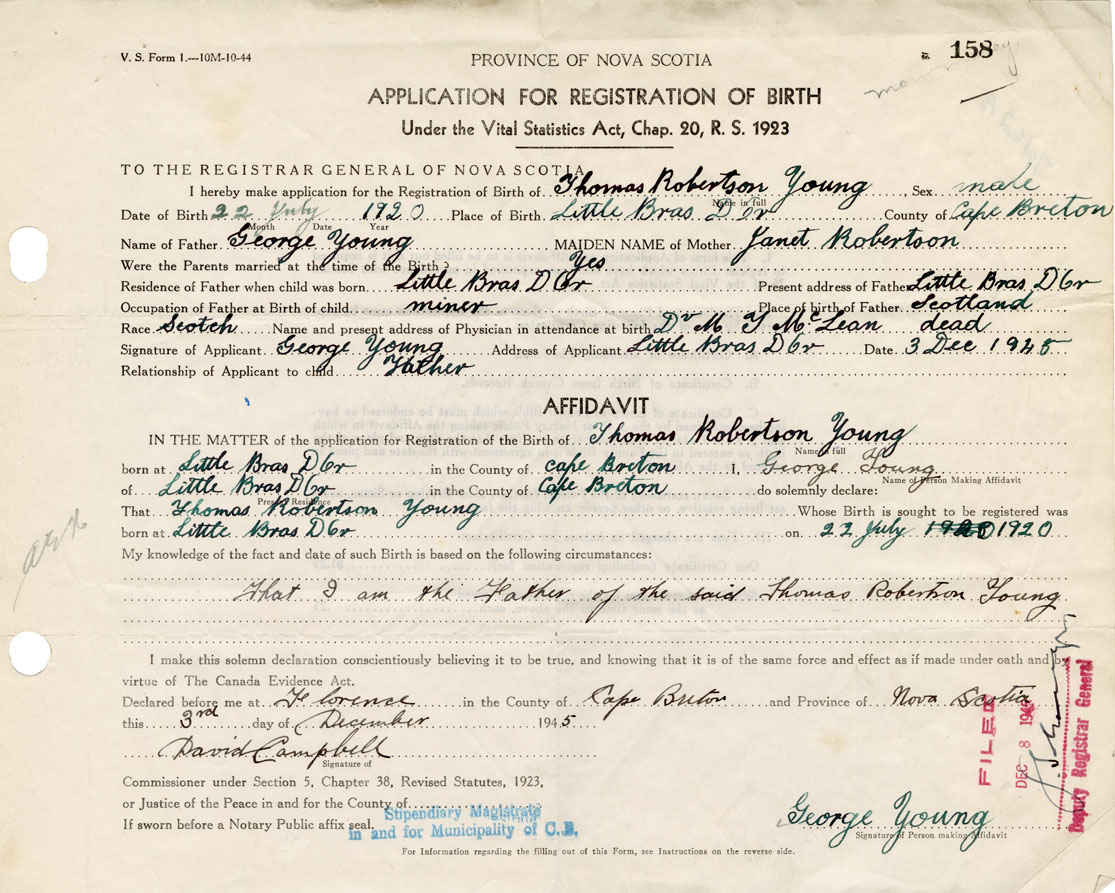 V. S. Form 1.—10M-10-44
PROVINCE OF NOVA SCOTIA
158
APPLICATION FOR REGISTRATION OF BIRTH
Under the Vital Statistics Act, Chap. 20, R. S. 1923
TO THE REGISTRAR GENERAL OF NOVA SCOTIA
I hereby make application for the Registration of Birth of Thomas Robertson Young, Sex male
Name in full
Date of Birth 22 July 1920 Place of Birth Little Bras D'or County of Cape Breton
Month Date Year
Name of Father George Young MAIDEN NAME of Mother Janet Robertson
Were the Parents married at the time of the Birth? Yes
Residence of Father when child was born Little Bras D'or Present address of Father Little Bras D'or
Occupation of Father at Birth of child miner Place of birth of Father Scotland
Race Scotch Name and present address of Physician in attendance at birth Dr M Y McLean dead
Signature of Applicant George Young Address of Applicant Little Bras D'or Date 3 Dec 1945
Relationship of Applicant to child Father
AFFIDAVIT
IN THE MATTER of the application for Registration of the Birth of Thomas Robertson Young
Name in full
born at Little Bras D'or in the County of Cape Breton I, George Young
Name of Person Making Affidavit
of Little Bras D'or in the County of Cape Breton do solemnly declare:
Present Residence
That Thomas Robertson Young Whose Birth is sought to be registered was
born at Little Bras D'or on 22 July 1920
My knowledge of the fact and date of such Birth is based on the following circumstances:
That I am the Father of the said Thomas Robertson Young
I make this solemn declaration conscientiously believing it to be true, and knowing that it is of the same force and effect as if made under oath and by
virtue of The Canada Evidence Act.
Declared before me at Florence in the County of Cape Breton and Province of Nova Scotia
this 3rd day of December 1945
David Campbell
Signature of
Commissioner under Section 5, Chapter 38, Revised Statutes, 1923,
or Justice of the Peace in and for the County of
If sworn before a Notary Public affix seal.
Stipendiary Magistrate
in and for Municipality of C.B.
FILED
DEC 8
Deputy Registrar General
George Young
Signature of Person making Affidavit
For Information regarding the filling out of this Form, see Instructions on the reverse side.